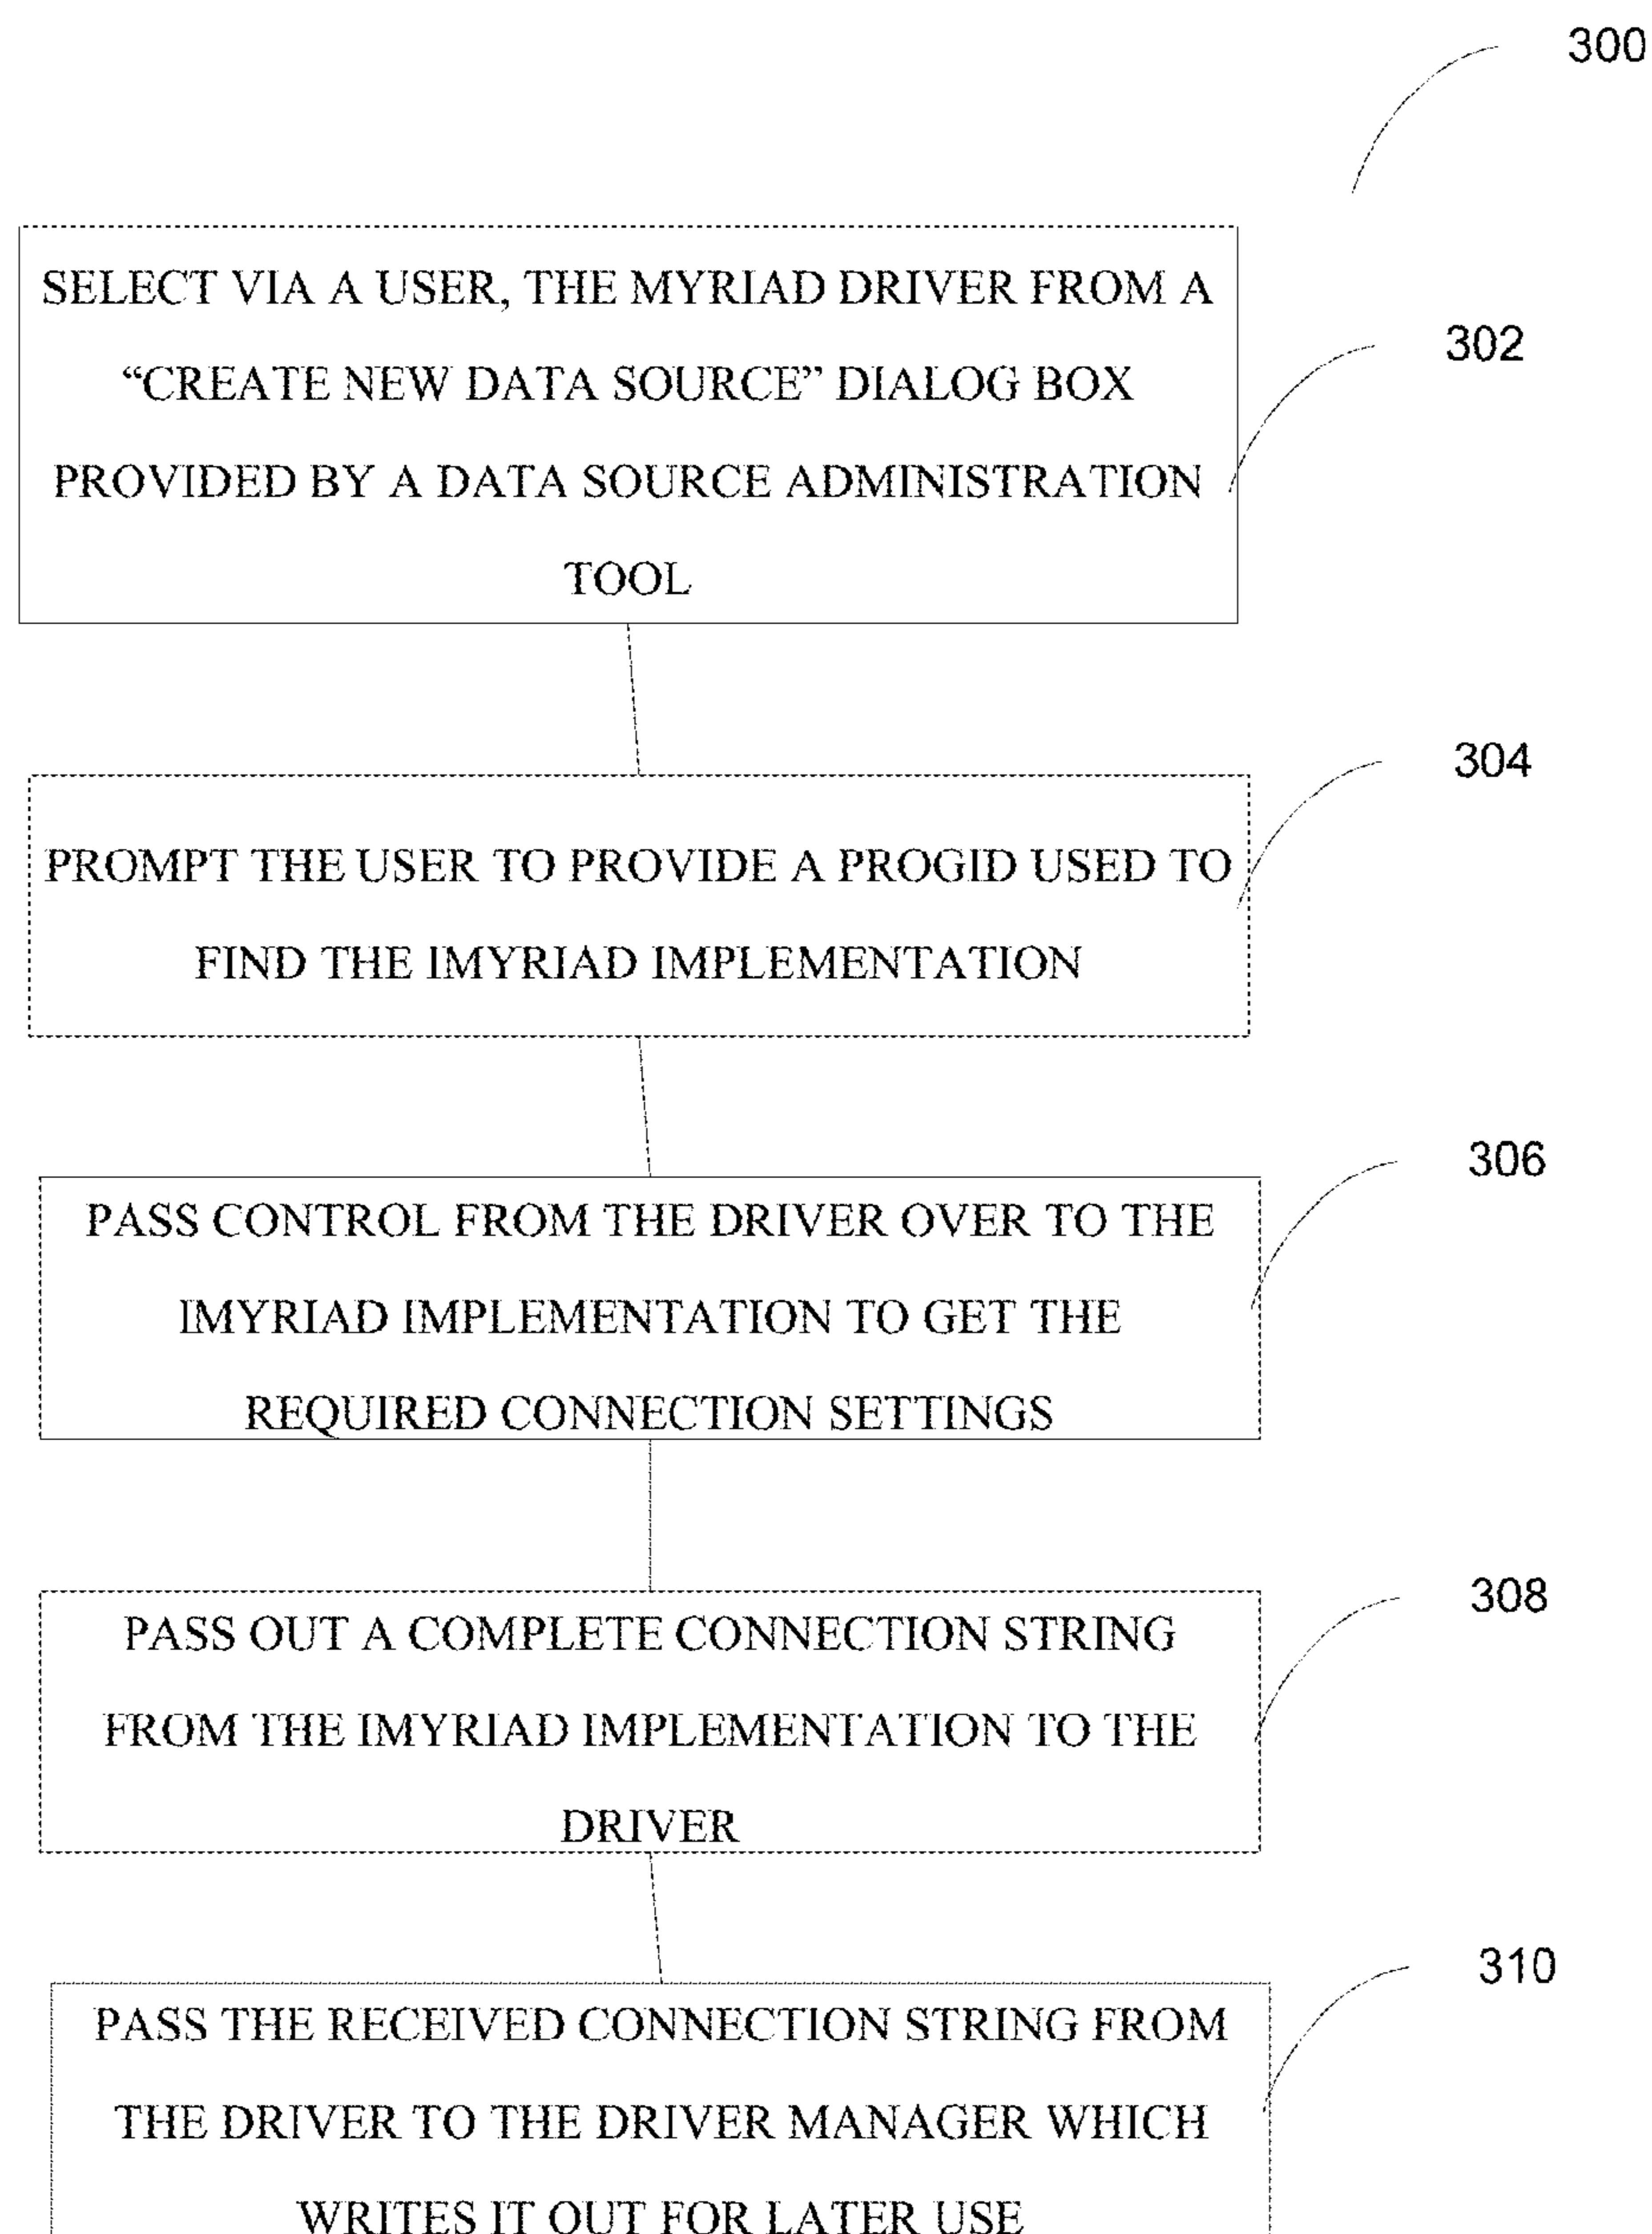 300
SELECT VIA A USER, THE MYRIAD DRIVER FROM A
302
“CREATE NEW DATA SOURCE” DIALOG BOX
PROVIDED BY A DATA SOURCE ADMINISTRATION
TOOL
304
PROMPT THE USER TO PROVIDE A PROGID USED TO
FIND THE IMYRIAD IMPLEMENTATION
306
PASS CONTROL FROM THE DRIVER OVER TO THE
IMYRIAD IMPLEMENTATION TO GET THE
REQUIRED CONNECTION SETTINGS
308
PASS OUT A COMPLETE CONNECTION STRING
FROM THE IMYRIAD IMPLEMENTATION TO THE
DRIVER
310
PASS THE RECEIVED CONNECTION STRING FROM
THE DRIVER TO THE DRIVER MANAGER WHICH
WRITES IT OUT FOR LATER USE